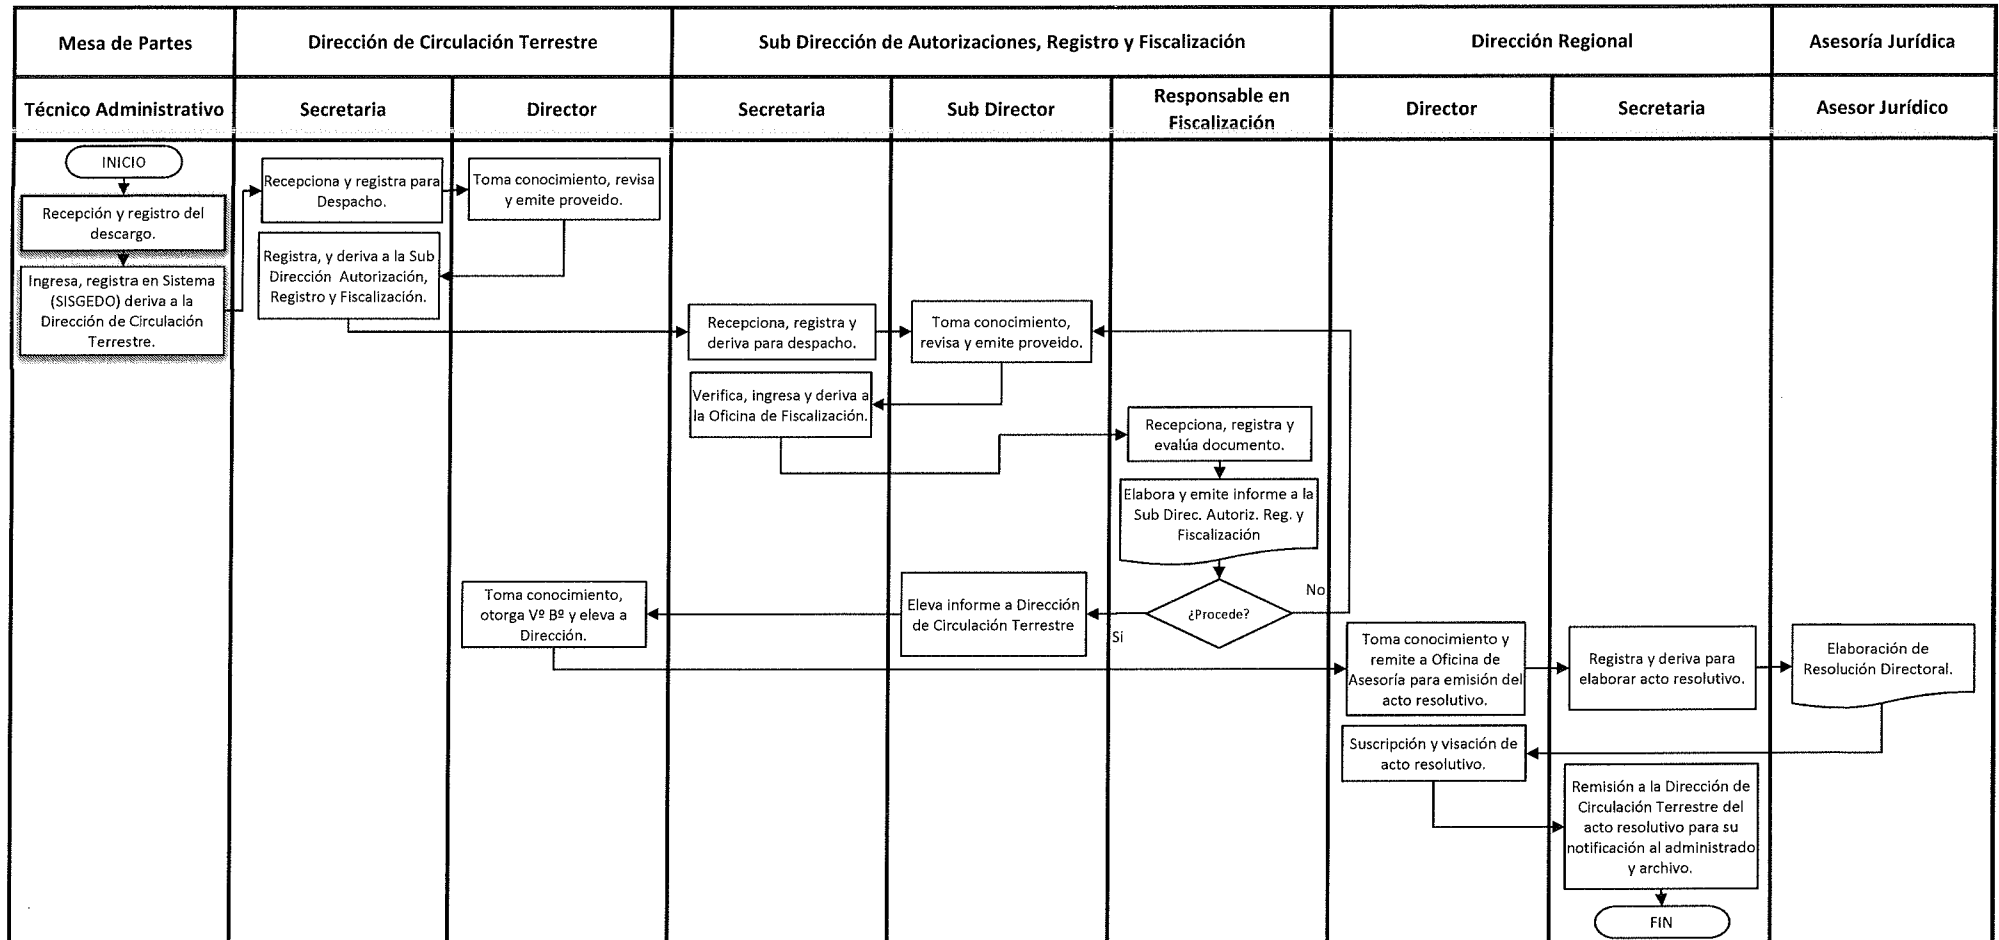 Mesa de Partes
Dirección de Circulación Terrestre
Sub Dirección de Autorizaciones, Registro y Fiscalización
Dirección Regional
Asesoría Jurídica
Técnico Administrativo
Secretaria
Director
Secretaria
Sub Director
Responsable en
Fiscalización
Director
Secretaria
Asesor Jurídico
INICIO
Recepción y registro del
descargo.
Ingresa, registra en Sistema
(SISGEDO) deriva a la
Dirección de Circulación
Terrestre.
Recepciona y registra para
Despacho.
Toma conocimiento, revisa
y emite proveido.
Registra, y deriva a la Sub
Dirección Autorización,
Registro y Fiscalización.
Recepciona, registra y
deriva para despacho.
Toma conocimiento,
revisa y emite proveido.
Verifica, ingresa y deriva a
la Oficina de Fiscalización.
Recepciona, registra y
evalúa documento.
Elabora y emite informe a la
Sub Direc. Autoriz. Reg. y
Fiscalización
¿Procede?
No
Sí
Eleva informe a Dirección
de Circulación Terrestre
Toma conocimiento,
otorga Vº Bº y eleva a
Dirección.
Toma conocimiento y
remite a Oficina de
Asesoría para emisión del
acto resolutivo.
Registra y deriva para
elaborar acto resolutivo.
Elaboración de
Resolución Directoral.
Suscripción y visación de
acto resolutivo.
Remisión a la Dirección de
Circulación Terrestre del
acto resolutivo para su
notificación al administrado
y archivo.
FIN